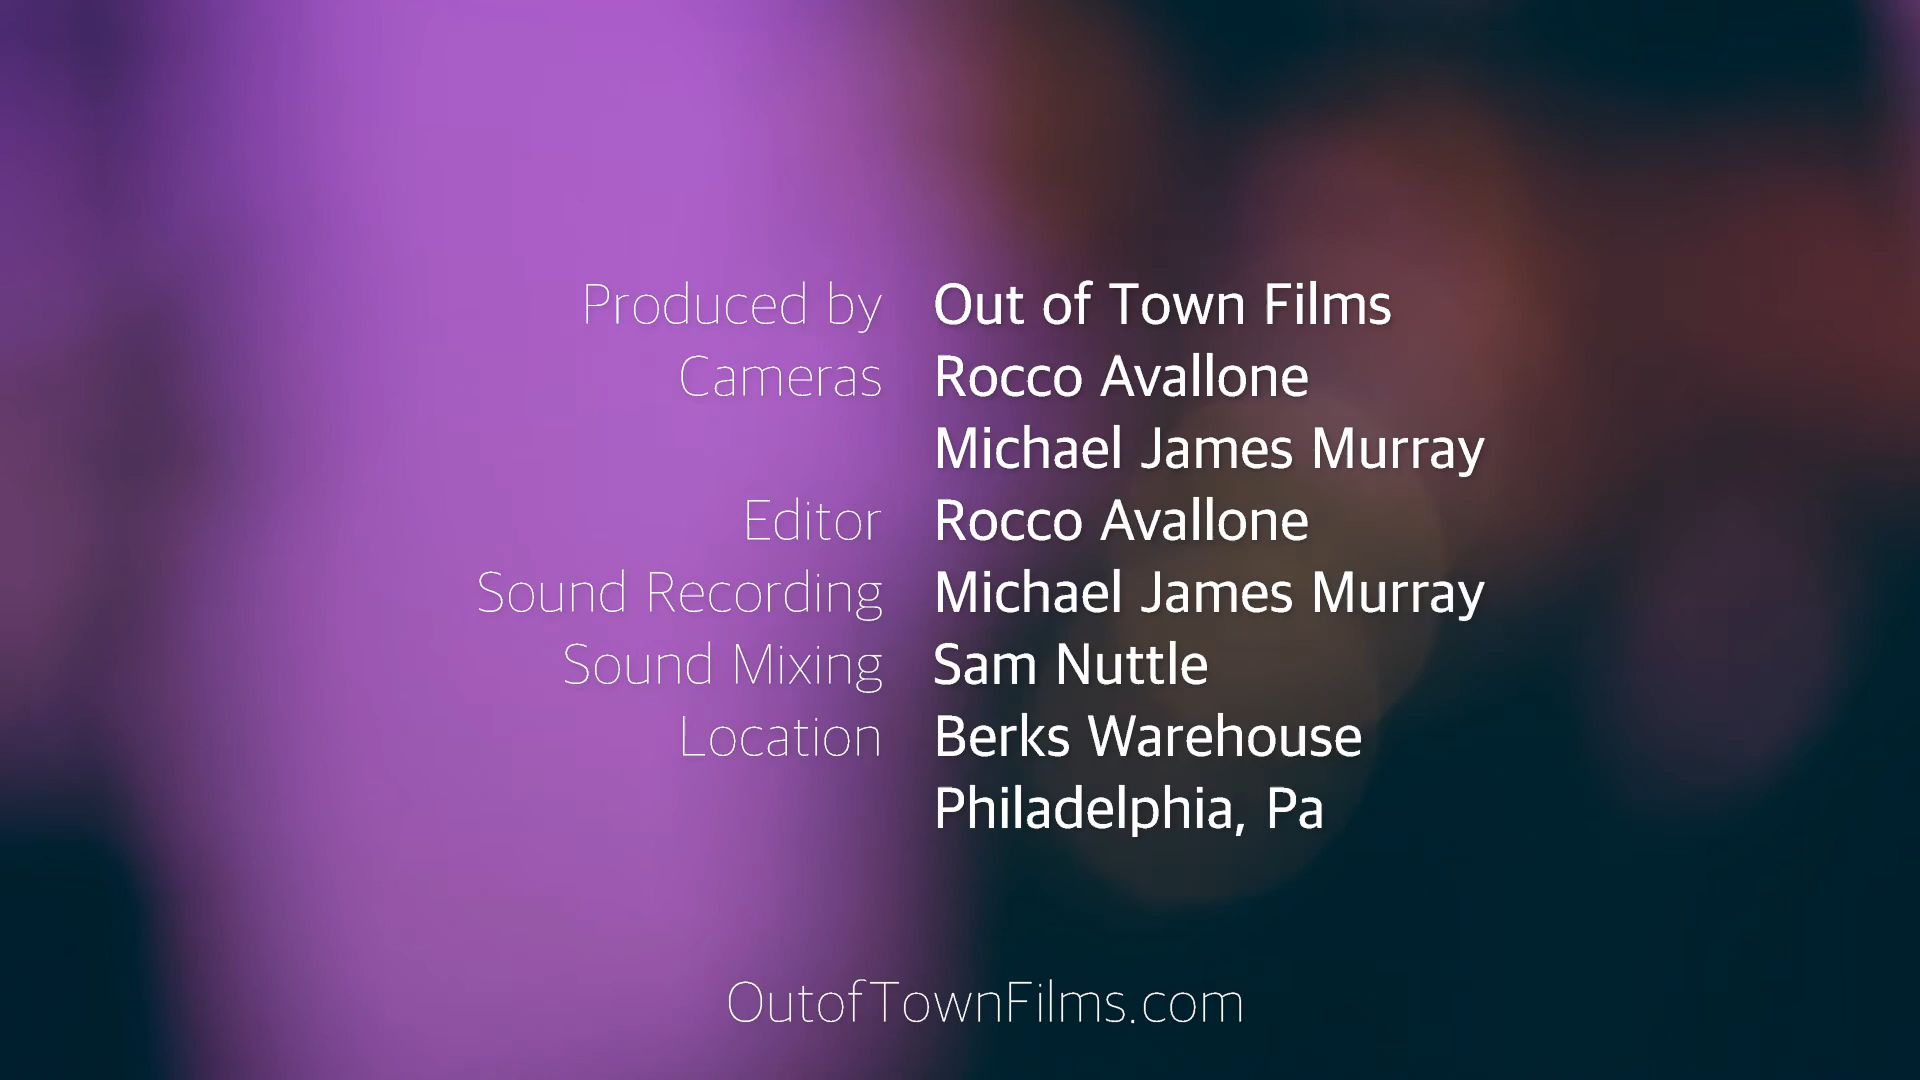 Produced by Out of Town Films
Cameras Rocco Avallone
Michael James Murray
Editor Rocco Avallone
Sound Recording Michael James Murray
Sound Mixing Sam Nuttle
Location Berks Warehouse
Philadelphia, Pa
OutofTownFilms.com